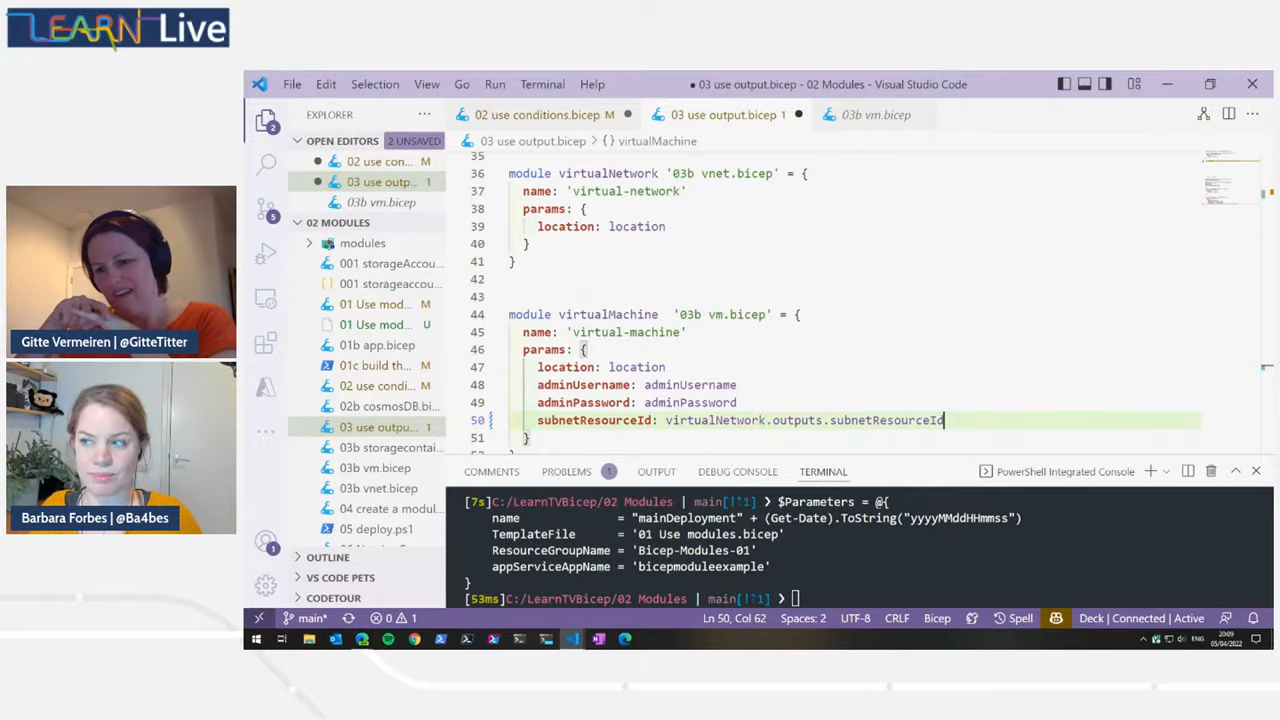 LEARN Live
File Edit Selection View Go Run Terminal Help
● 03 use output.bicep - 02 Modules - Visual Studio Code
EXPLORER
02 use conditions.bicep M
03 use output.bicep 1
03b vm.bicep
OPEN EDITORS 2 UNSAVED
02 use con... M
03 use outp... 1
03b vm.bicep
02 MODULES
modules
001 storageAccou...
001 storageaccou...
01 Use mod... M
01 Use mod... U
01b app.bicep
01c build th... M
02 use condi... M
02b cosmosDB.bi...
03 use outpu... 1
03b storagecontai...
03b vm.bicep
03b vnet.bicep
04 create a modul...
05 deploy.ps1
OUTLINE
VS CODE PETS
CODETOUR
03 use output.bicep > {} virtualMachine
35
36 module virtualNetwork '03b vnet.bicep' = {
37 name: 'virtual-network'
38 params: {
39 location: location
40 }
41 }
42
43
44 module virtualMachine '03b vm.bicep' = {
45 name: 'virtual-machine'
46 params: {
47 location: location
48 adminUsername: adminUsername
49 adminPassword: adminPassword
50 subnetResourceId: virtualNetwork.outputs.subnetResourceId
51 }
COMMENTS PROBLEMS 1 OUTPUT DEBUG CONSOLE TERMINAL
PowerShell Integrated Console
[7s]C:/LearnTVBicep/02 Modules | main[!⇡1] ❯ $Parameters = @{
name = "mainDeployment" + (Get-Date).ToString("yyyyMMddHHmmss")
TemplateFile = '01 Use modules.bicep'
ResourceGroupName = 'Bicep-Modules-01'
appServiceAppName = 'bicepmoduleexample'
}
[53ms]C:/LearnTVBicep/02 Modules | main[!⇡1] ❯
main* 0 1 Ln 50, Col 62 Spaces: 2 UTF-8 CRLF Bicep Spell Deck | Connected | Active
ENG 20:09
05/04/2022
Gitte Vermeiren | @GitteTitter
Barbara Forbes | @Ba4bes